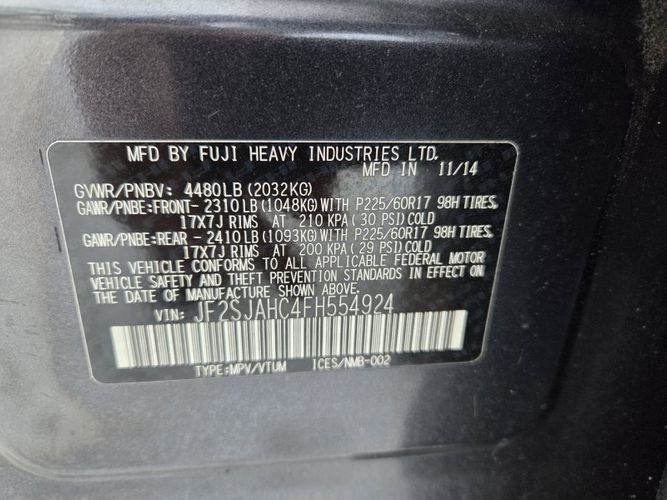 MFD BY FUJI HEAVY INDUSTRIES LTD.
MFD IN 11/14
GVWR/PNBV: 4480LB (2032KG)
GAWR/PNBE:FRONT- 2310LB (1048KG) WITH P225/60R17 98H TIRES,
17X7J RIMS AT 210 KPA ( 30 PSI) COLD
GAWR/PNBE:REAR - 2410LB (1093KG) WITH P225/60R17 98H TIRES,
17X7J RIMS AT 200 KPA ( 29 PSI) COLD
THIS VEHICLE CONFORMS TO ALL APPLICABLE FEDERAL MOTOR
VEHICLE SAFETY AND THEFT PREVENTION STANDARDS IN EFFECT ON
THE DATE OF MANUFACTURE SHOWN ABOVE.
VIN: JF2SJAHC4FH554924
TYPE:MPV/VTUM ICES/NMB-002